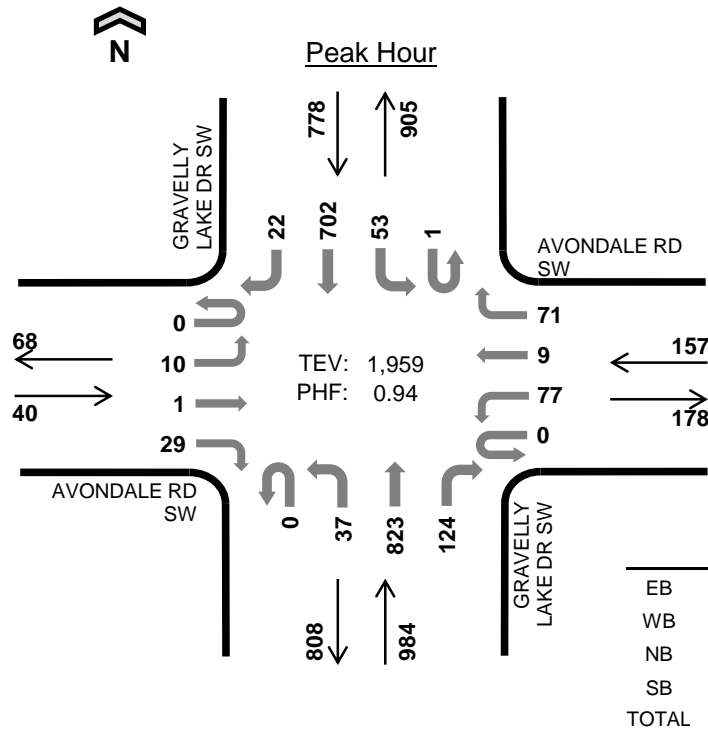 N
Peak Hour
778
905
GRAVELLY
LAKE DR SW
22
702
53
1
AVONDALE RD
SW
0
71
68
10
TEV: 1,959
9
157
40
1
PHF: 0.94
77
178
29
0
AVONDALE RD
SW
0
37
823
124
GRAVELLY
LAKE DR SW
808
984
EB
WB
NB
SB
TOTAL